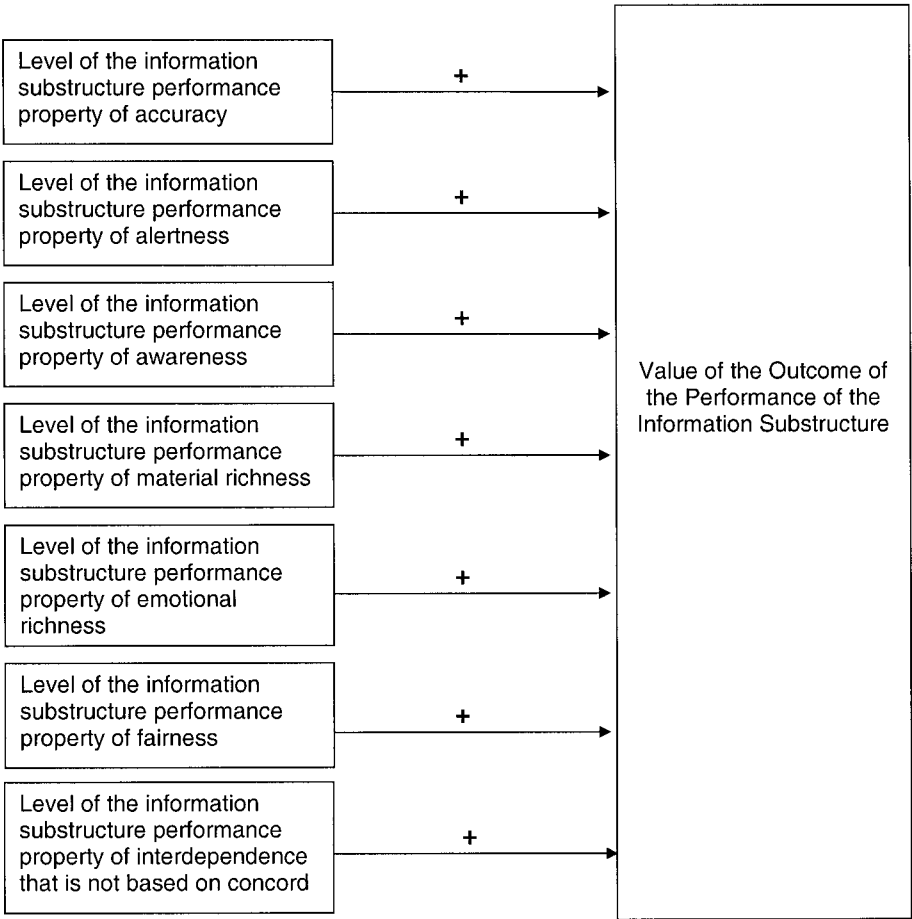 Level of the information
substructure performance
property of accuracy
+
Level of the information
substructure performance
property of alertness
+
Level of the information
substructure performance
property of awareness
+
Level of the information
substructure performance
property of material richness
+
Level of the information
substructure performance
property of emotional
richness
+
Level of the information
substructure performance
property of fairness
+
Level of the information
substructure performance
property of interdependence
that is not based on concord
+
Value of the Outcome of
the Performance of the
Information Substructure